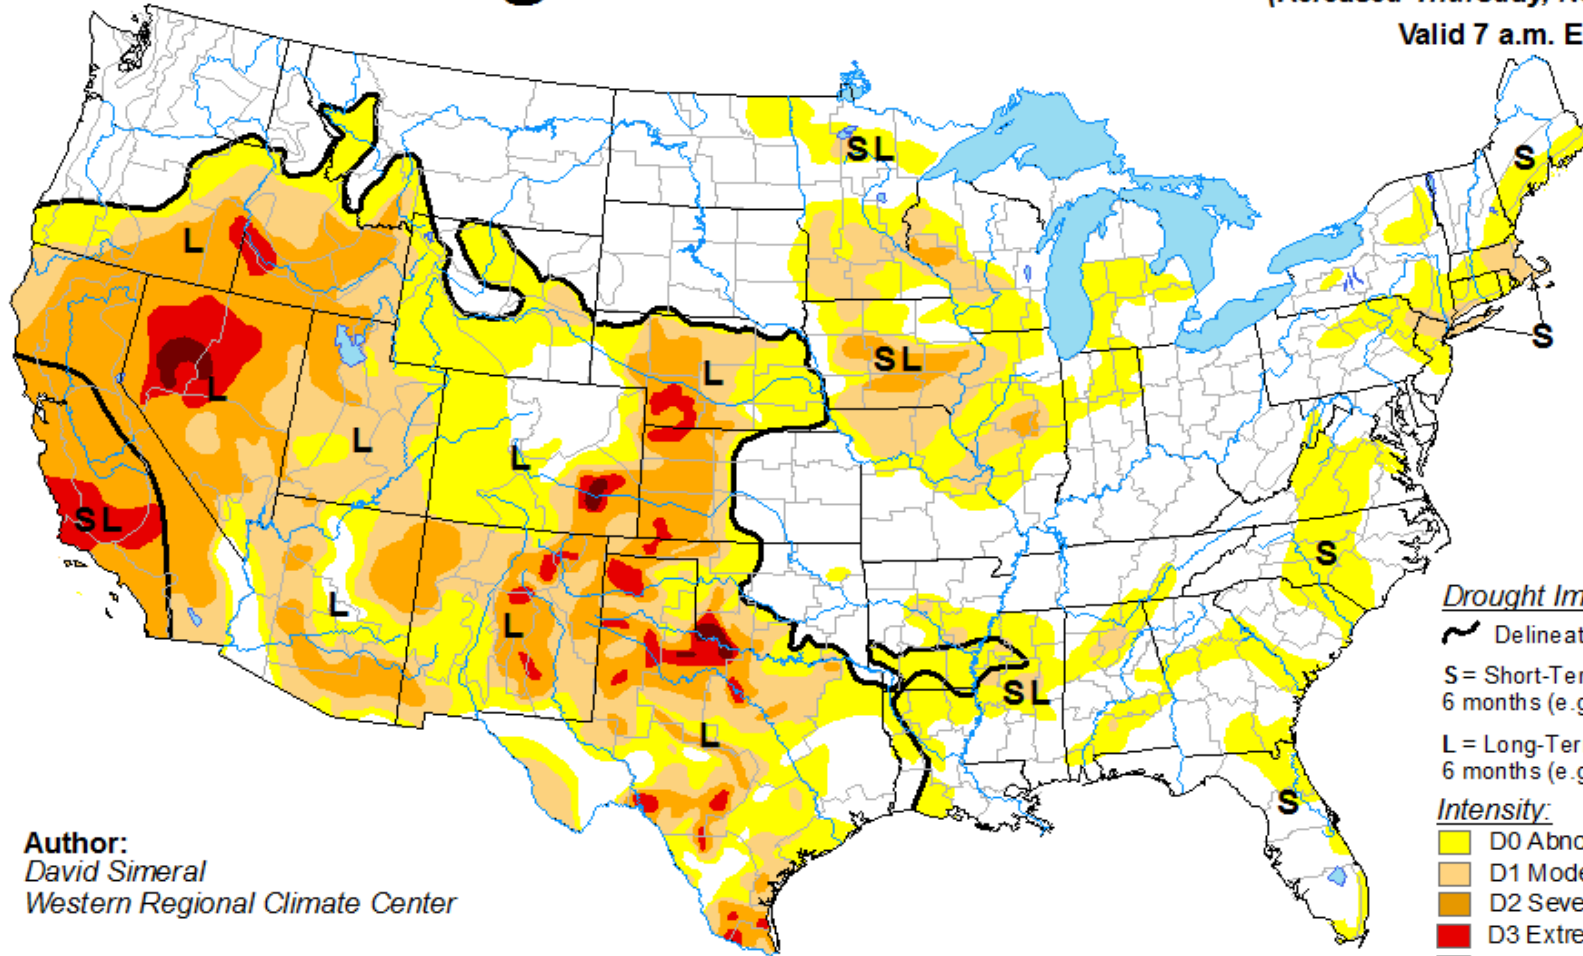 Valid 7 a.m. E
SL
S
L
S
L
SL
L
L
L
SL
S
L
L
SL
L
S
Drought Im
Delineat
S = Short-Ter
6 months (e.g
L = Long-Ter
6 months (e.g
Intensity:
D0 Abno
D1 Mode
D2 Seve
D3 Extre
Author:
David Simeral
Western Regional Climate Center